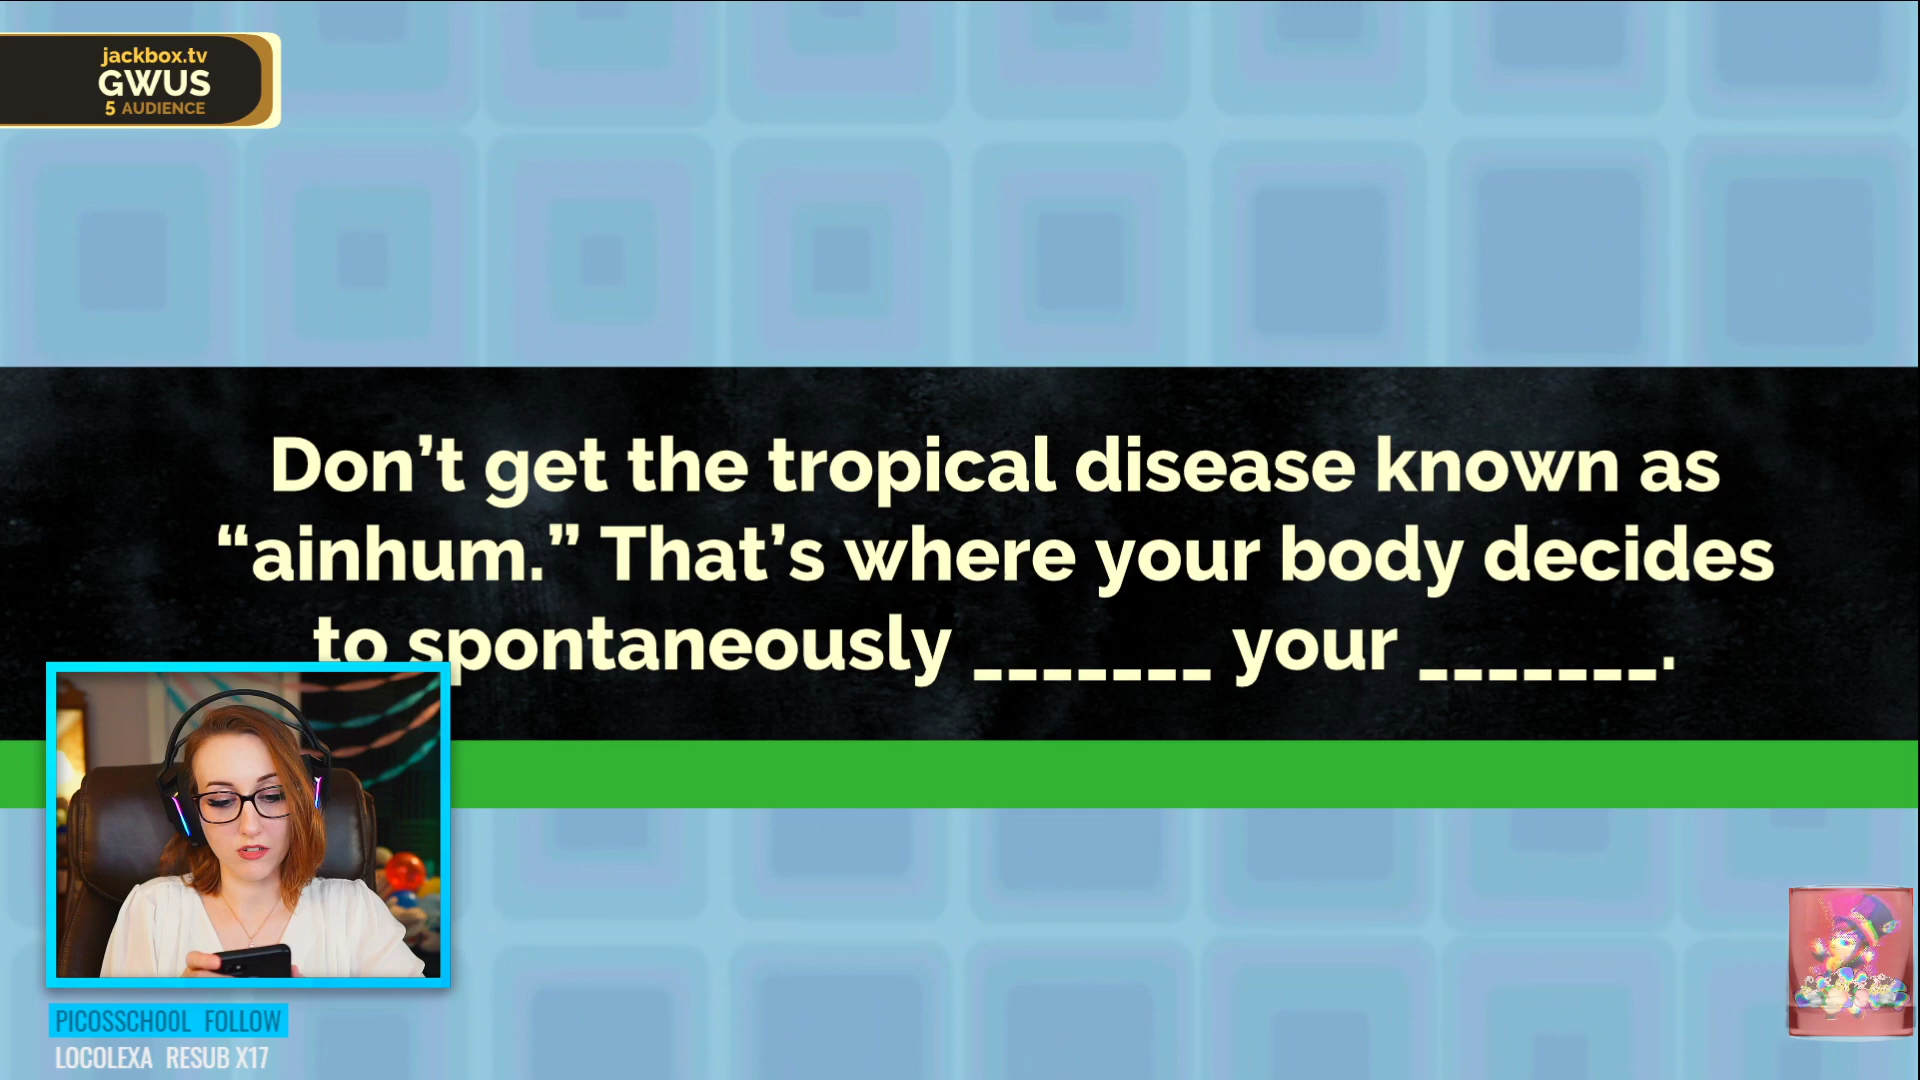 jackbox.tv
GWUS
5 AUDIENCE
Don’t get the tropical disease known as
“ainhum.” That’s where your body decides
to spontaneously _______ your _______.
PICOSSCHOOL FOLLOW
LOCOLEXA RESUB X17